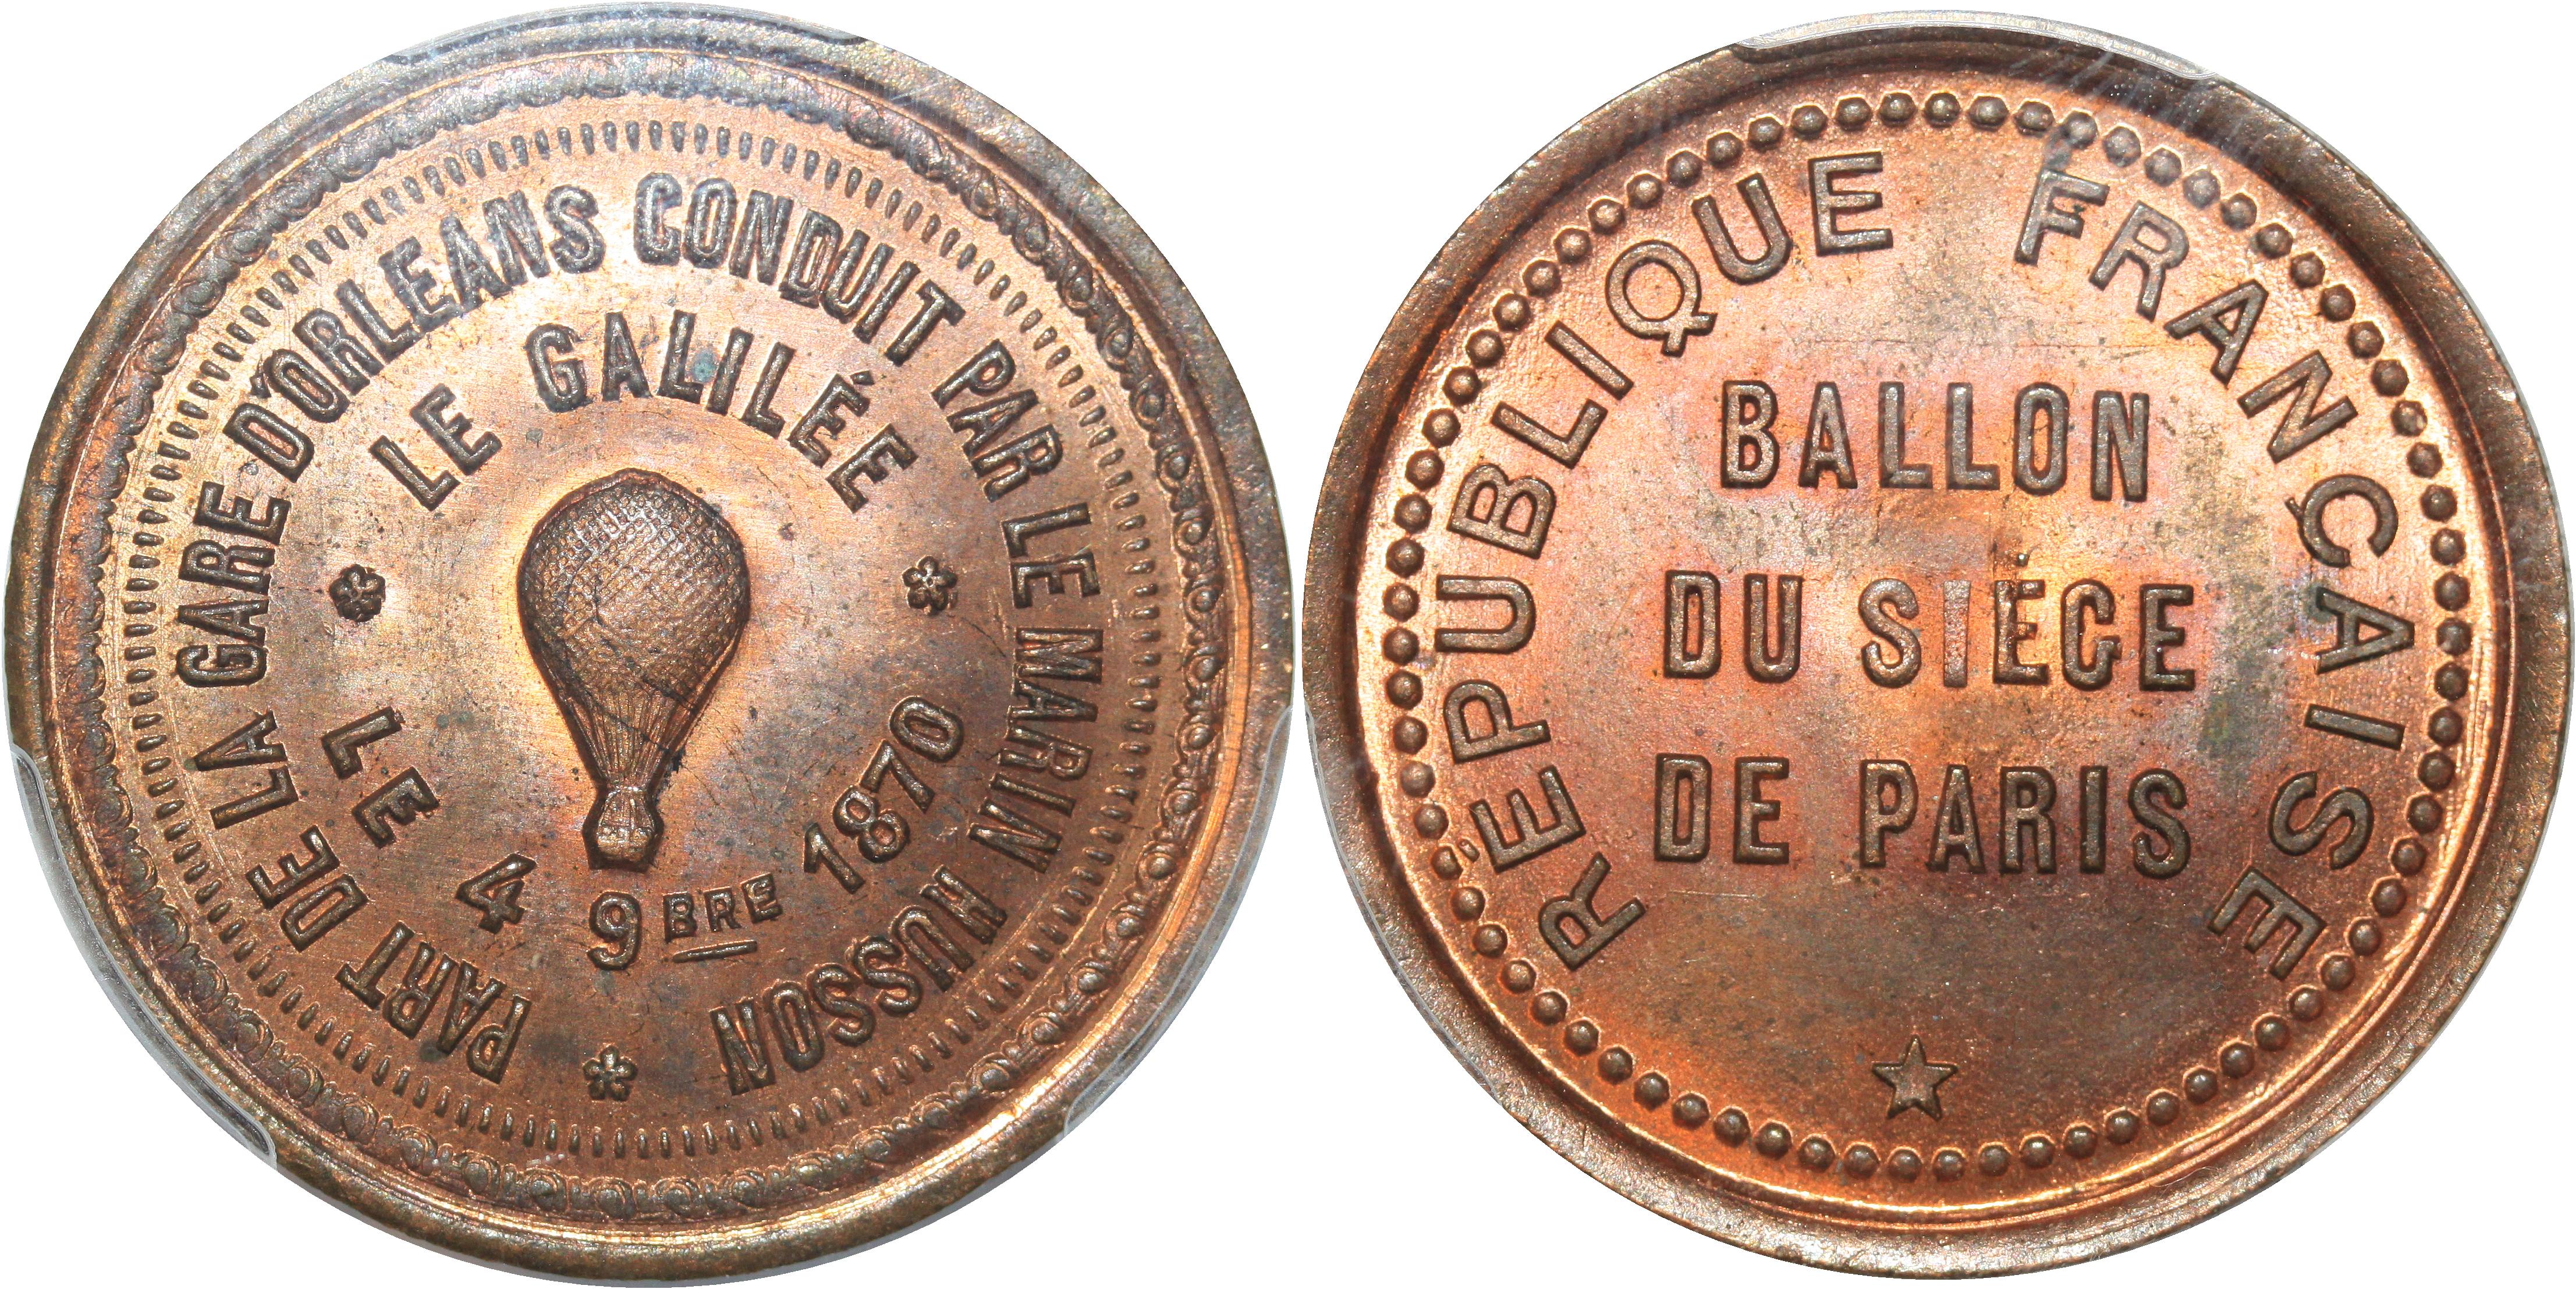 PART DE LA GARE D'ORLEANS CONDUIT PAR LE MARIN HUSSON
LE GALILÉE
LE 4 9BRE 1870
RÉPUBLIQUE FRANÇAISE
BALLON
DU SIÉGE
DE PARIS